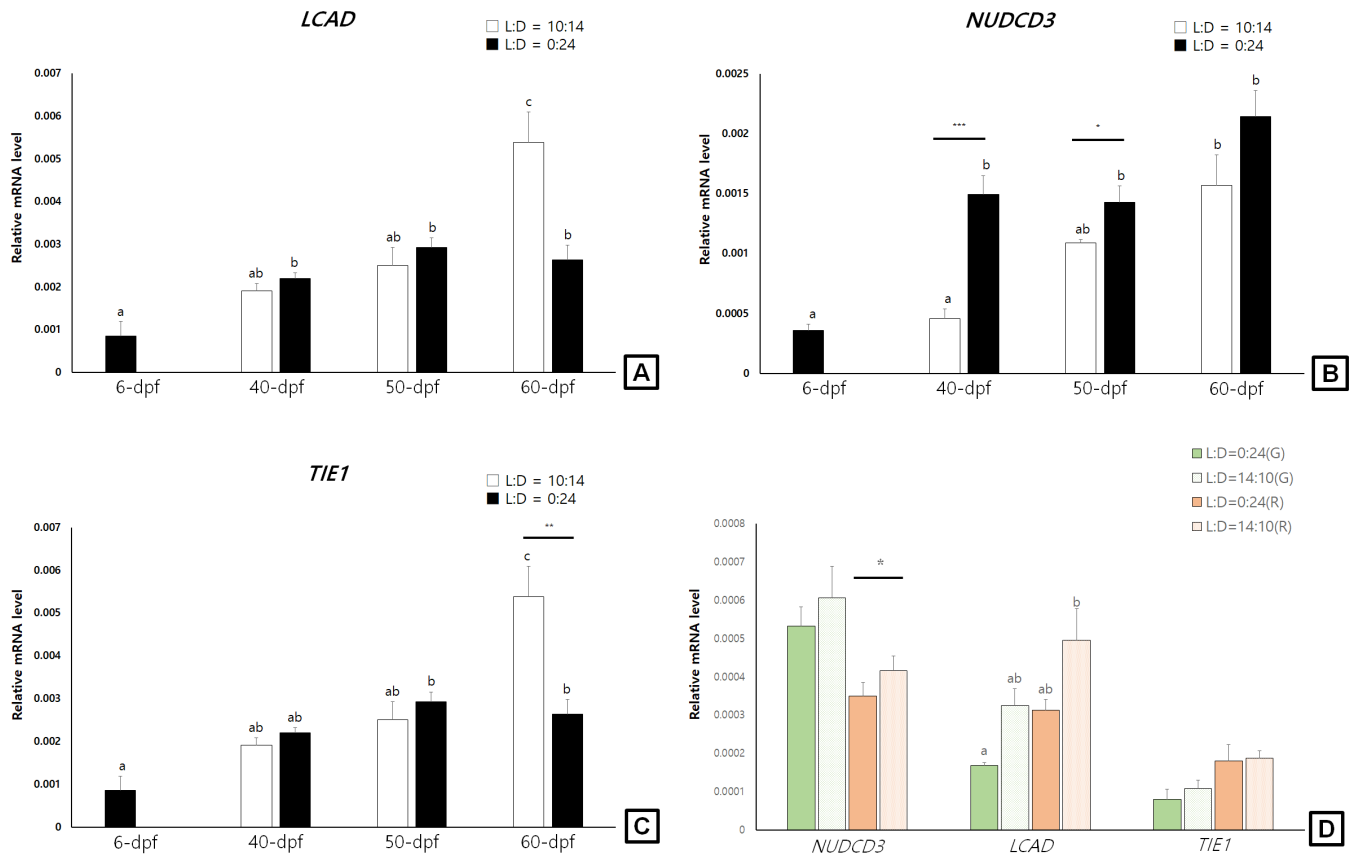 LCAD
L:D = 10:14
L:D = 0:24
Relative mRNA level
0.007
0.006
0.005
0.004
0.003
0.002
0.001
0
a
ab
b
ab
b
c
b
6-dpf
40-dpf
50-dpf
60-dpf
A
NUDCD3
L:D = 10:14
L:D = 0:24
Relative mRNA level
0.0025
0.002
0.0015
0.001
0.0005
0
***
*
a
a
b
ab
b
b
b
6-dpf
40-dpf
50-dpf
60-dpf
B
TIE1
L:D = 10:14
L:D = 0:24
Relative mRNA level
0.007
0.006
0.005
0.004
0.003
0.002
0.001
0
**
a
ab
ab
ab
b
c
b
6-dpf
40-dpf
50-dpf
60-dpf
C
L:D=0:24(G)
L:D=14:10(G)
L:D=0:24(R)
L:D=14:10(R)
Relative mRNA level
0.0008
0.0007
0.0006
0.0005
0.0004
0.0003
0.0002
0.0001
0
*
a
ab
ab
b
NUDCD3
LCAD
TIE1
D